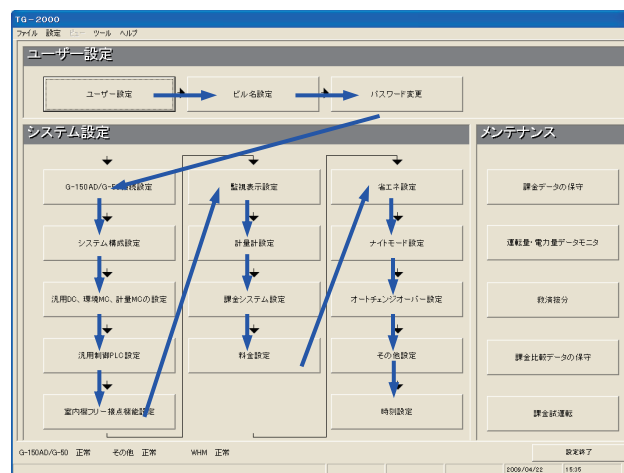 TG-2000
ファイル 設定 ビュー ツール ヘルプ
ユーザー設定
ユーザー設定
ビル名設定
パスワード変更
システム設定
メンテナンス
G-150AD/G-50接続設定
監視表示設定
省エネ設定
課金データの保守
システム構成設定
計量計設定
ナイトモード設定
運転量・電力量データモニタ
汎用DC、環境MC、計量MCの設定
課金システム設定
オートチェンジオーバー設定
救済按分
汎用制御PLC設定
料金設定
その他設定
課金比較データの保守
室内機フリー接点機能設定
時刻設定
課金試運転
G-150AD/G-50 正常 その他 正常 WHM 正常
設定終了
2009/04/22 15:35